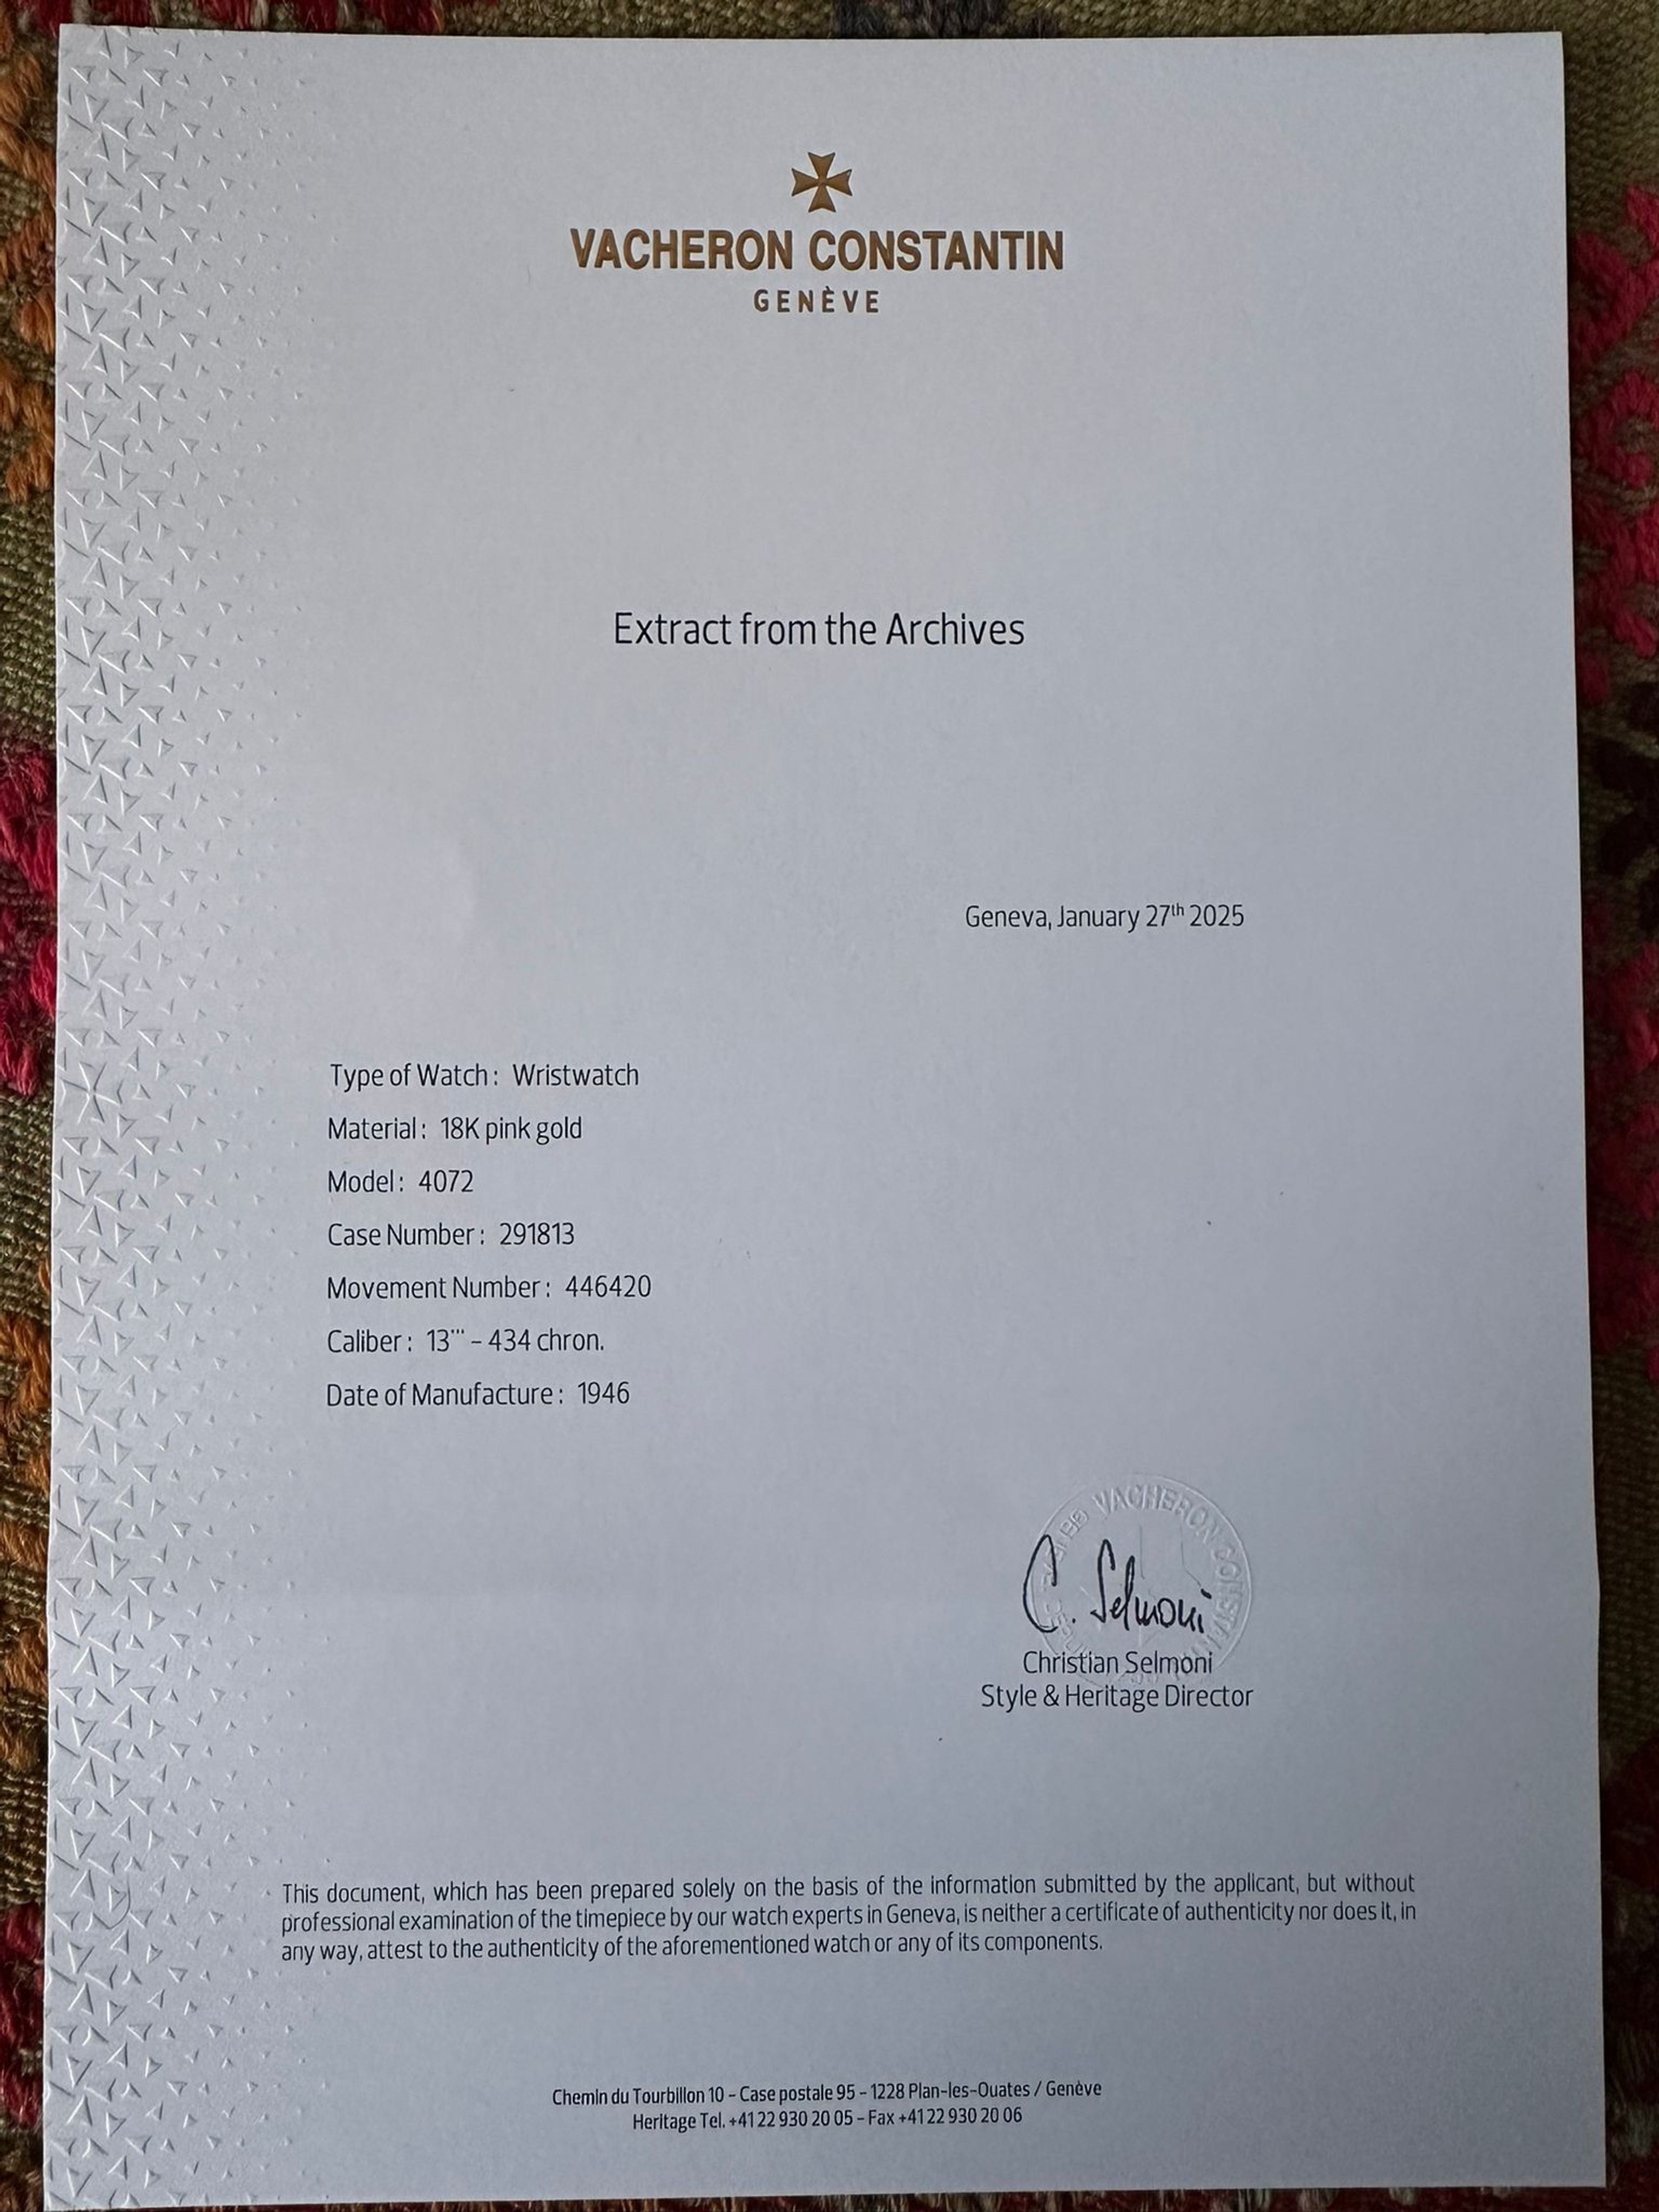 VACHERON CONSTANTIN
GENÈVE
Extract from the Archives
Geneva, January 27th 2025
Type of Watch : Wristwatch
Material : 18K pink gold
Model : 4072
Case Number : 291813
Movement Number : 446420
Caliber : 13''' – 434 chron.
Date of Manufacture : 1946
VACHERON CONSTANTIN
C. Selmoni
Christian Selmoni
Style & Heritage Director
This document, which has been prepared solely on the basis of the information submitted by the applicant, but without
professional examination of the timepiece by our watch experts in Geneva, is neither a certificate of authenticity nor does it, in
any way, attest to the authenticity of the aforementioned watch or any of its components.
Chemin du Tourbillon 10 – Case postale 95 – 1228 Plan-les-Ouates / Genève
Heritage Tel. +41 22 930 20 05 – Fax +41 22 930 20 06